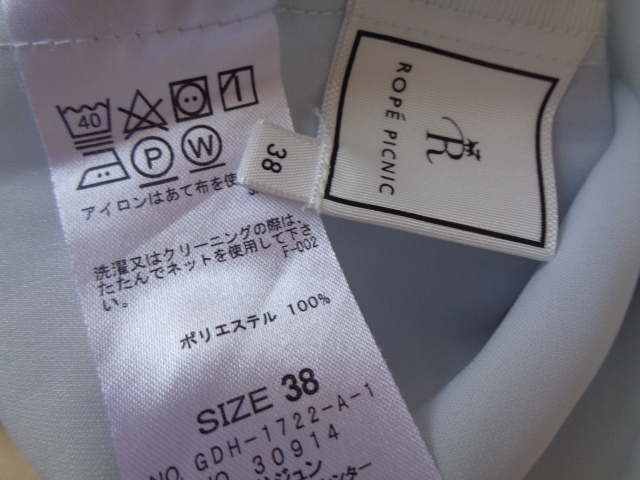 40
P
W
アイロンはあて布を使
洗濯又はクリーニングの際は、
たたんでネットを使用して下さ
い。
F-002
ポリエステル 100%
SIZE 38
NO. GDH-1722-A-1
30914
38
ROPÉ PICNIC
R